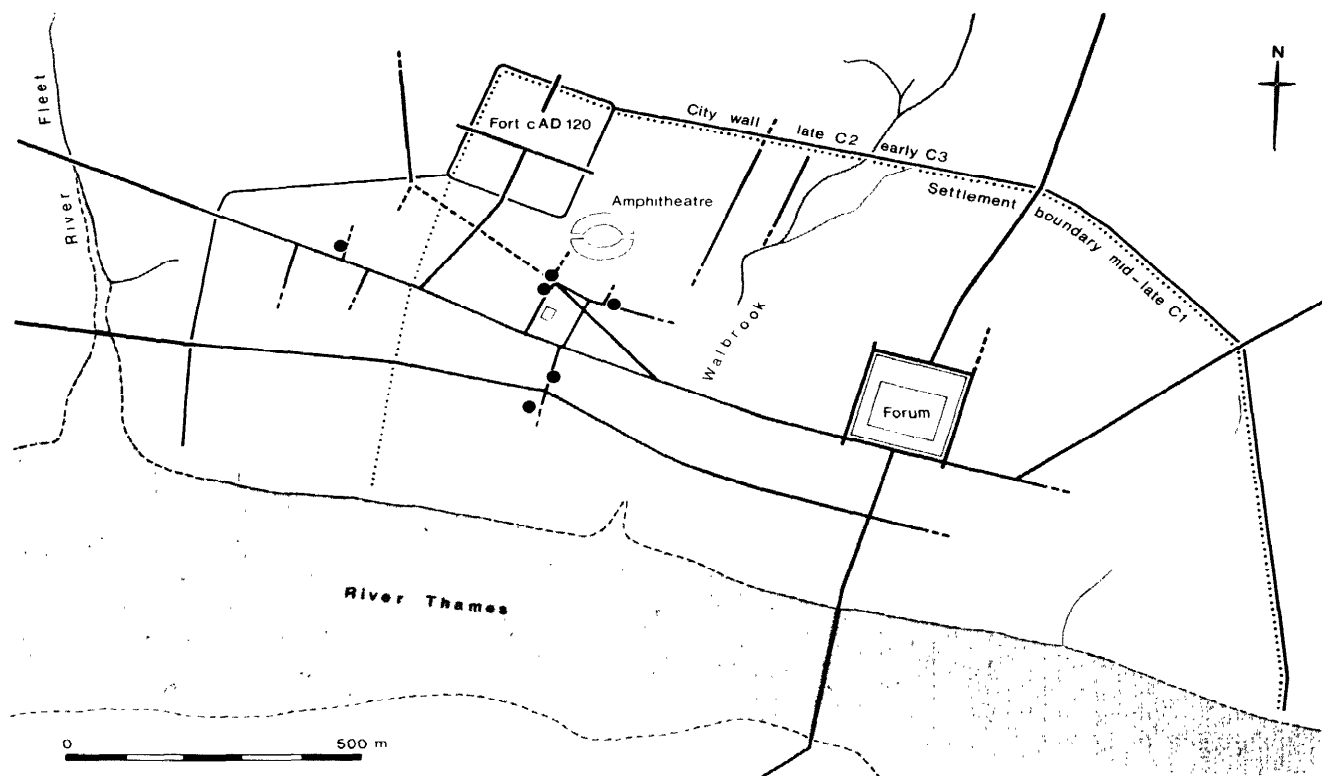 N
River Fleet
Fort cAD 120
City wall late C2 early C3
Settlement boundary mid-late C1
Amphitheatre
Walbrook
Forum
River Thames
0 500 m